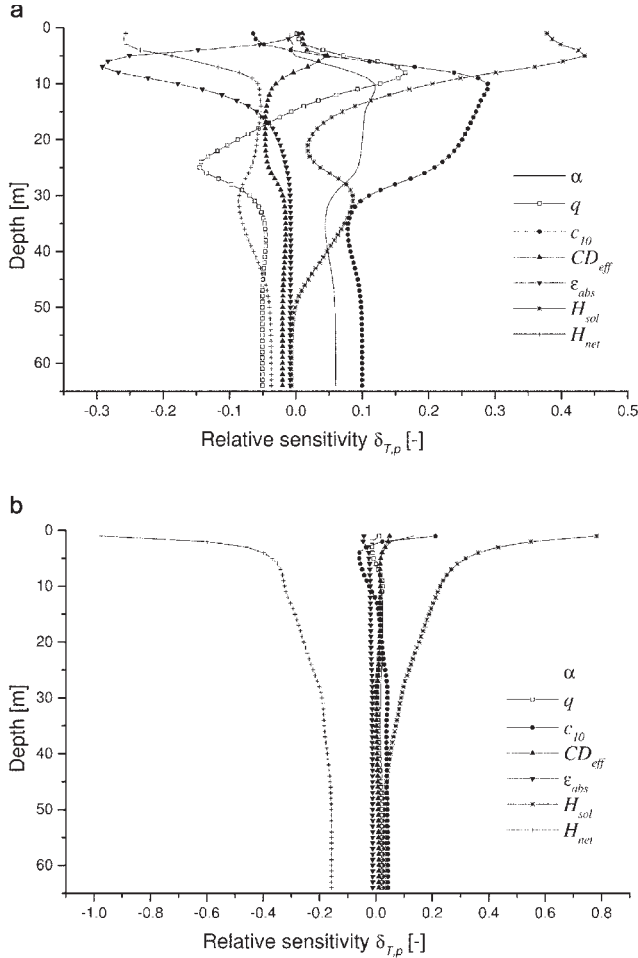 a
0
10
20
30
40
50
60
Depth [m]
-0.3 -0.2 -0.1 0.0 0.1 0.2 0.3 0.4 0.5
Relative sensitivity δT,p [-]
α
q
c10
CDeff
εabs
Hsol
Hnet
b
0
10
20
30
40
50
60
Depth [m]
-1.0 -0.8 -0.6 -0.4 -0.2 0.0 0.2 0.4 0.6 0.8
Relative sensitivity δT,p [-]
α
q
c10
CDeff
εabs
Hsol
Hnet